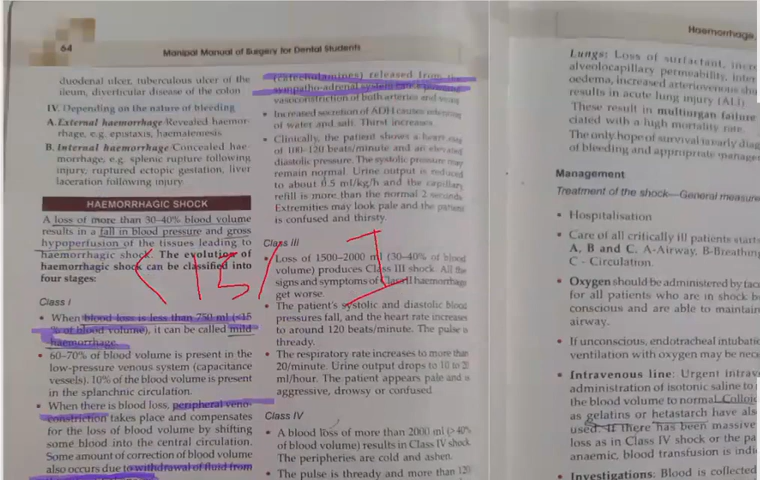 64
Manipal Manual of Surgery for Dental Students
duodenal ulcer, tuberculous ulcer of the
ileum, diverticular disease of the colon
IV. Depending on the nature of bleeding
A. External haemorrhage Revealed haemor-
rhage, e.g. epistaxis, haematemesis
B. Internal haemorrhage Concealed hae-
morrhage, e.g. splenic rupture following
injury, ruptured ectopic gestation, liver
laceration following injury
HAEMORRHAGIC SHOCK
A loss of more than 30-40% blood volume
results in a fall in blood pressure and gross
hypoperfusion of the tissues leading to
haemorrhagic shock. The evolution of
haemorrhagic shock can be classified into
four stages:
Class I
• When blood loss is less than 750 ml (<15
% of blood volume), it can be called mild
haemorrhage.
• 60-70% of blood volume is present in the
low-pressure venous system (capacitance
vessels). 10% of the blood volume is present
in the splanchnic circulation.
• When there is blood loss, peripheral veno-
constriction takes place and compensates
for the loss of blood volume by shifting
some blood into the central circulation.
Some amount of correction of blood volume
also occurs due to withdrawal of fluid from
(catecholamines) released from the
sympatho-adrenal system
vasoconstriction of both arteries and veins
• Increased secretion of ADH causes
of water and salt. Thirst increases.
• Clinically, the patient shows a heart rate
of 100-120 beats/minute and an elevated
diastolic pressure. The systolic pressure may
remain normal. Urine output is reduced
to about 0.5 ml/kg/h and the capillary
refill is more than the normal 2 seconds.
Extremities may look pale and the patient
is confused and thirsty.
Class III
• Loss of 1500-2000 ml (30-40% of blood
volume) produces Class III shock. All the
signs and symptoms of Class II haemorrhage
get worse.
• The patient's systolic and diastolic blood
pressures fall, and the heart rate increases
to around 120 beats/minute. The pulse is
thready.
• The respiratory rate increases to more than
20/minute. Urine output drops to 10 to 20
ml/hour. The patient appears pale and is
aggressive, drowsy or confused
Class IV
• A blood loss of more than 2000 ml (> 40%
of blood volume) results in Class IV shock.
The peripheries are cold and ashen.
• The pulse is thready and more than 120
< 15/
Haemorrhage
Lungs: Loss of surfactant, incre
alveolocapillary permeability, inter
oedema, increased arteriovenous sh
results in acute lung injury (ALI)
These result in multiorgan failure
ciated with a high mortality rate.
The only hope of survival is early diag
of bleeding and appropriate manage
Management
Treatment of the shock—General measure
• Hospitalisation
• Care of all critically ill patients start
A, B and C. A-Airway, B-Breathing
C - Circulation.
• Oxygen should be administered by fac
for all patients who are in shock b
conscious and are able to maintain
airway.
• If unconscious, endotracheal intubatio
ventilation with oxygen may be nece
• Intravenous line: Urgent intrav
administration of isotonic saline to
the blood volume to normal. Colloid
as gelatins or hetastarch have als
used. If there has been massive
loss as in Class IV shock or the pa
anaemic, blood transfusion is indi
• Investigations: Blood is collected